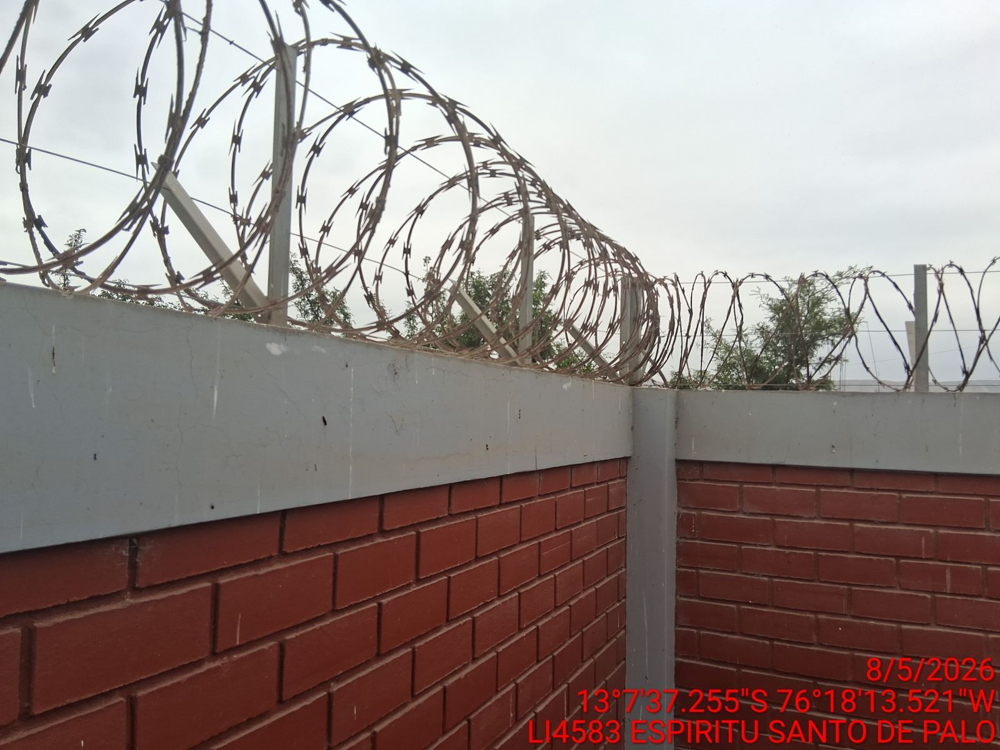 8/5/2026
13°7'37.255"S 76°18'13.521"W
LI4583 ESPIRITU SANTO DE PALO